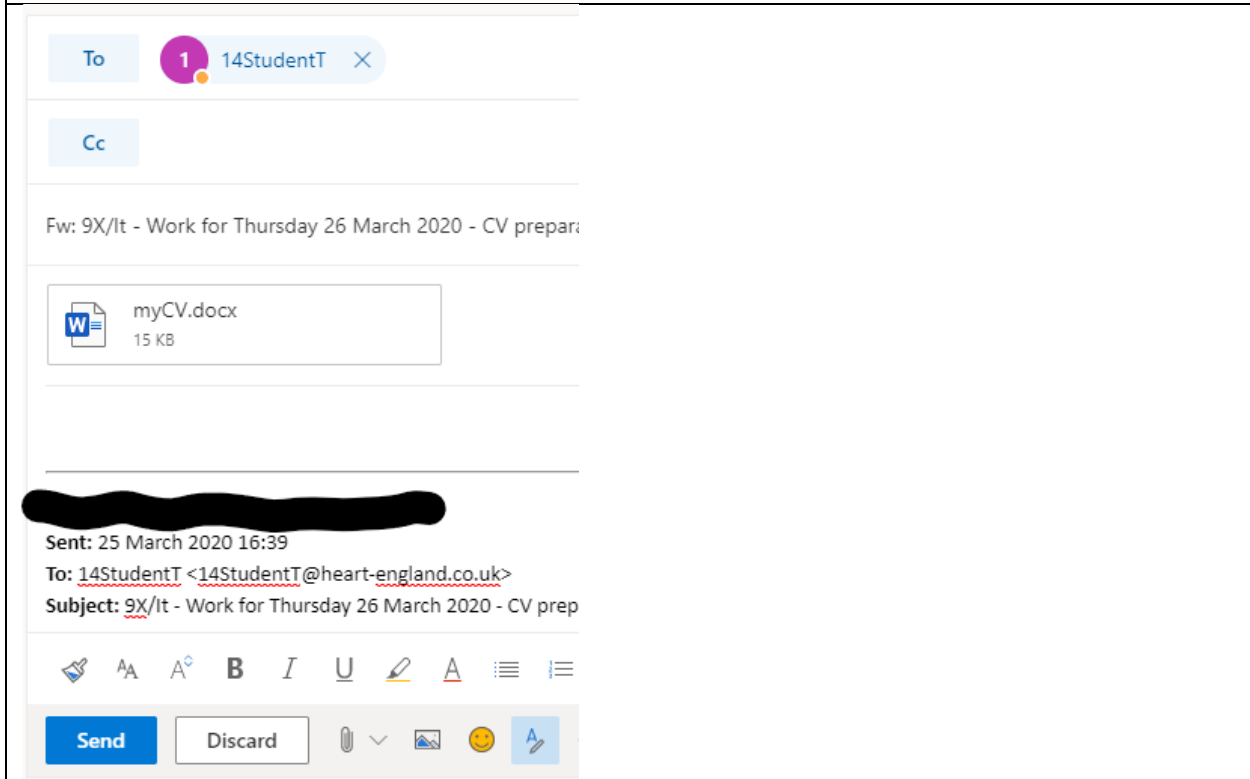 To 1 14StudentT
Cc
Fw: 9X/It - Work for Thursday 26 March 2020 - CV prepara
W myCV.docx
15 KB
Sent: 25 March 2020 16:39
To: 14StudentT <14StudentT@heart-england.co.uk>
Subject: 9X/It - Work for Thursday 26 March 2020 - CV prep
AA A B I U A
Send Discard A